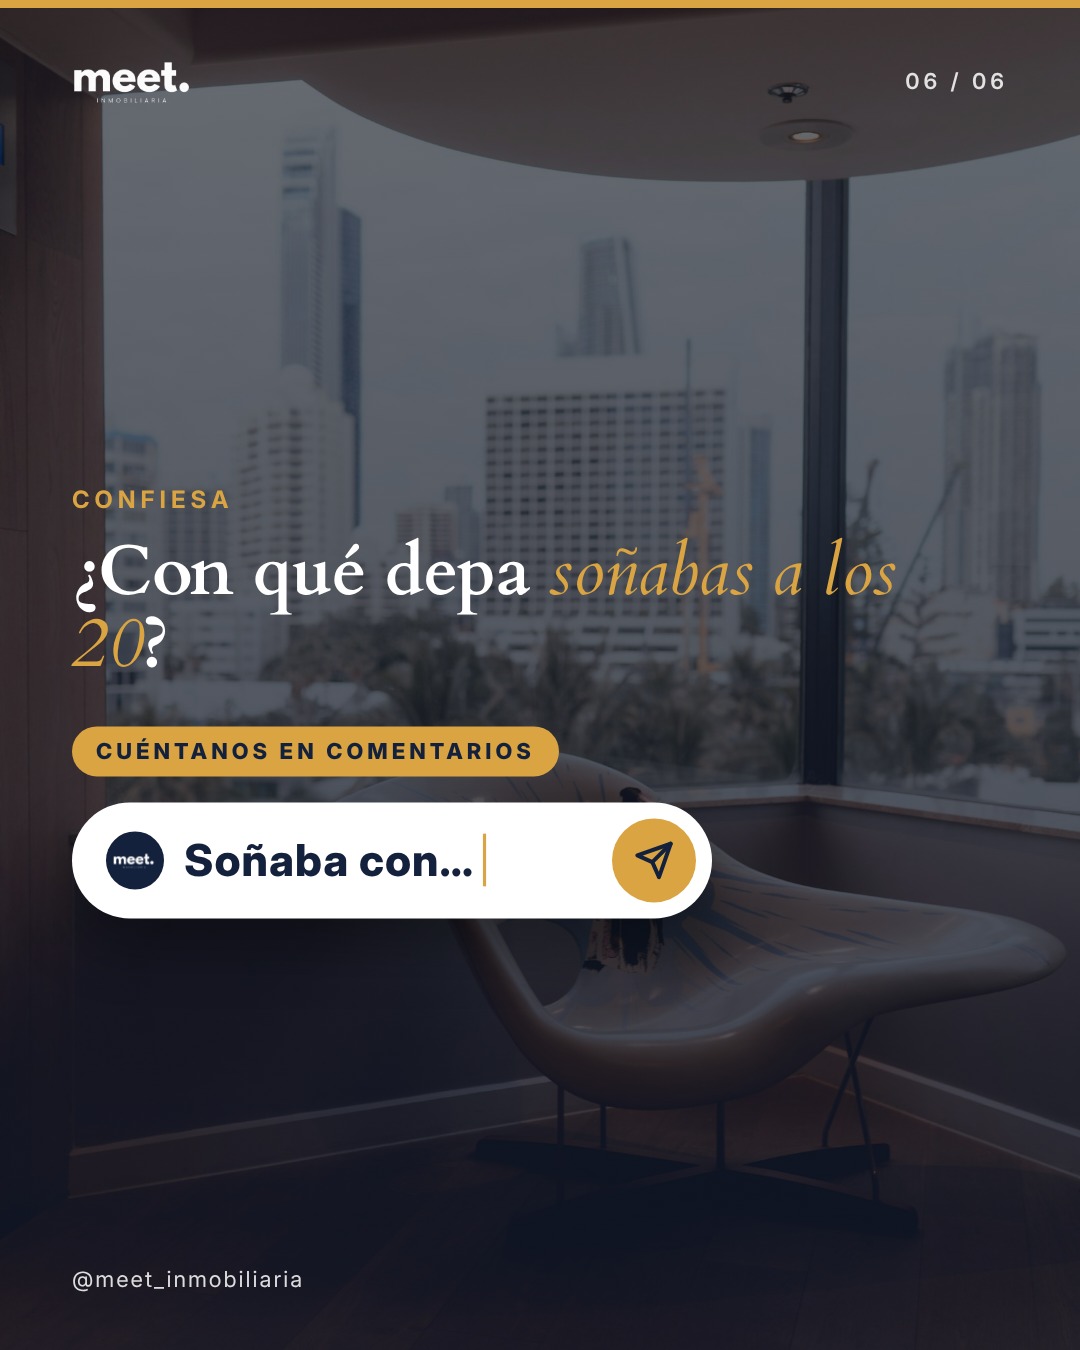 meet.
INMOBILIARIA
06 / 06
CONFIESA
¿Con qué depa soñabas a los
20?
CUÉNTANOS EN COMENTARIOS
meet.
Soñaba con...
@meet_inmobiliaria